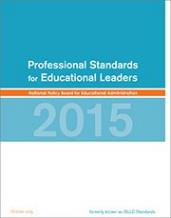 Professional Standards
for Educational Leaders
National Policy Board for Educational Administration
2015
formerly known as ISLLC Standards